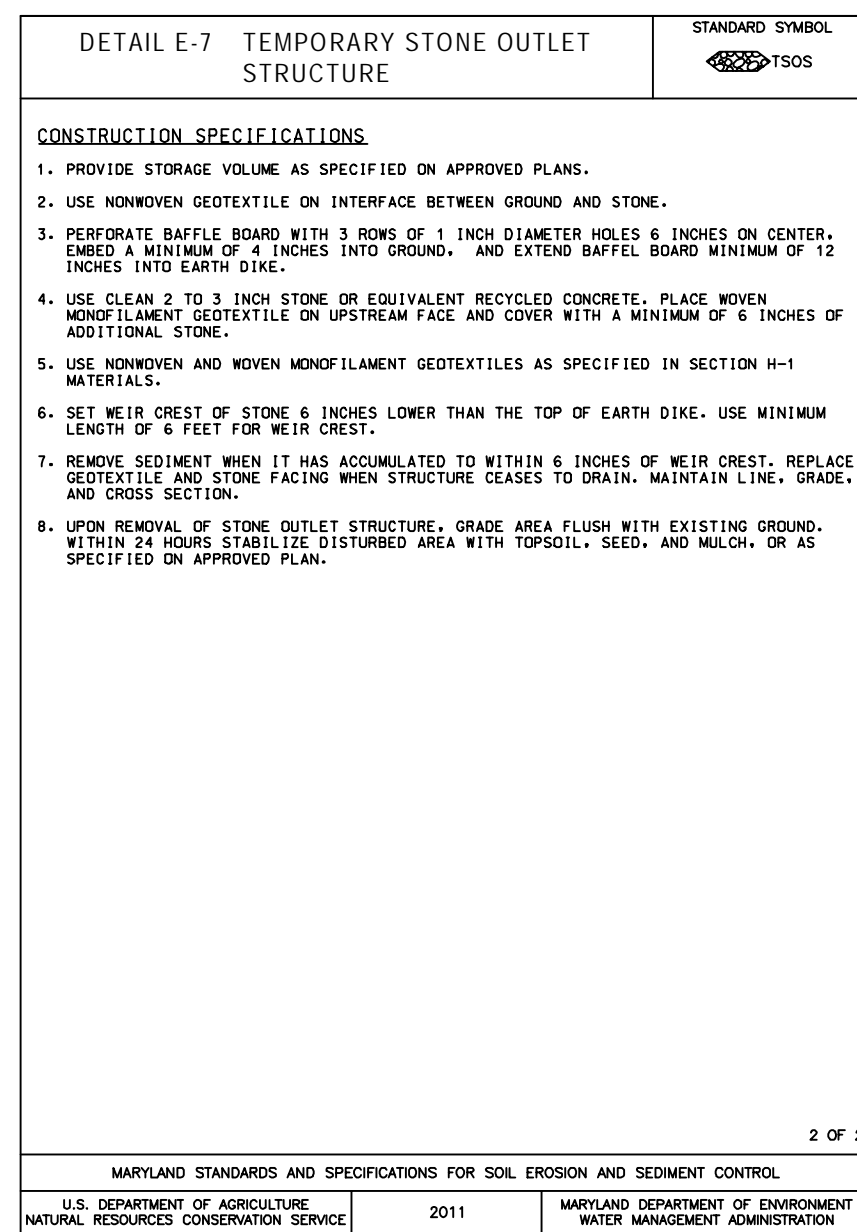 DETAIL E-7 TEMPORARY STONE OUTLET
STRUCTURE
STANDARD SYMBOL
TSOS
CONSTRUCTION SPECIFICATIONS
1. PROVIDE STORAGE VOLUME AS SPECIFIED ON APPROVED PLANS.
2. USE NONWOVEN GEOTEXTILE ON INTERFACE BETWEEN GROUND AND STONE.
3. PERFORATE BAFFLE BOARD WITH 3 ROWS OF 1 INCH DIAMETER HOLES 6 INCHES ON CENTER,
EMBED A MINIMUM OF 4 INCHES INTO GROUND, AND EXTEND BAFFEL BOARD MINIMUM OF 12
INCHES INTO EARTH DIKE.
4. USE CLEAN 2 TO 3 INCH STONE OR EQUIVALENT RECYCLED CONCRETE. PLACE WOVEN
MONOFILAMENT GEOTEXTILE ON UPSTREAM FACE AND COVER WITH A MINIMUM OF 6 INCHES OF
ADDITIONAL STONE.
5. USE NONWOVEN AND WOVEN MONOFILAMENT GEOTEXTILES AS SPECIFIED IN SECTION H-1
MATERIALS.
6. SET WEIR CREST OF STONE 6 INCHES LOWER THAN THE TOP OF EARTH DIKE. USE MINIMUM
LENGTH OF 6 FEET FOR WEIR CREST.
7. REMOVE SEDIMENT WHEN IT HAS ACCUMULATED TO WITHIN 6 INCHES OF WEIR CREST. REPLACE
GEOTEXTILE AND STONE FACING WHEN STRUCTURE CEASES TO DRAIN. MAINTAIN LINE, GRADE,
AND CROSS SECTION.
8. UPON REMOVAL OF STONE OUTLET STRUCTURE, GRADE AREA FLUSH WITH EXISTING GROUND.
WITHIN 24 HOURS STABILIZE DISTURBED AREA WITH TOPSOIL, SEED, AND MULCH, OR AS
SPECIFIED ON APPROVED PLAN.
2 OF
MARYLAND STANDARDS AND SPECIFICATIONS FOR SOIL EROSION AND SEDIMENT CONTROL
U.S. DEPARTMENT OF AGRICULTURE
NATURAL RESOURCES CONSERVATION SERVICE
2011
MARYLAND DEPARTMENT OF ENVIRONMENT
WATER MANAGEMENT ADMINISTRATION